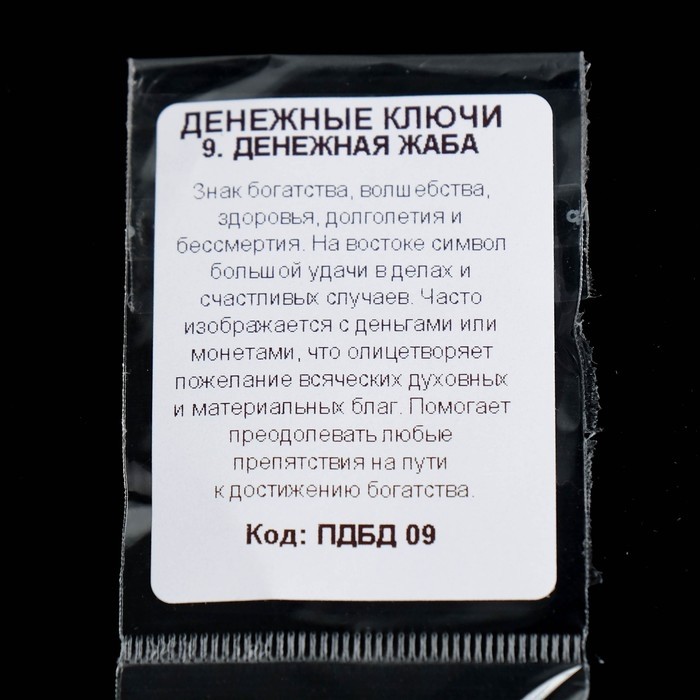 ДЕНЕЖНЫЕ КЛЮЧИ
9. ДЕНЕЖНАЯ ЖАБА
Знак богатства, волшебства,
здоровья, долголетия и
бессмертия. На востоке символ
большой удачи в делах и
счастливых случаев. Часто
изображается с деньгами или
монетами, что олицетворяет
пожелание всяческих духовных
и материальных благ. Помогает
преодолевать любые
препятствия на пути
к достижению богатства.
Код: ПДБД 09